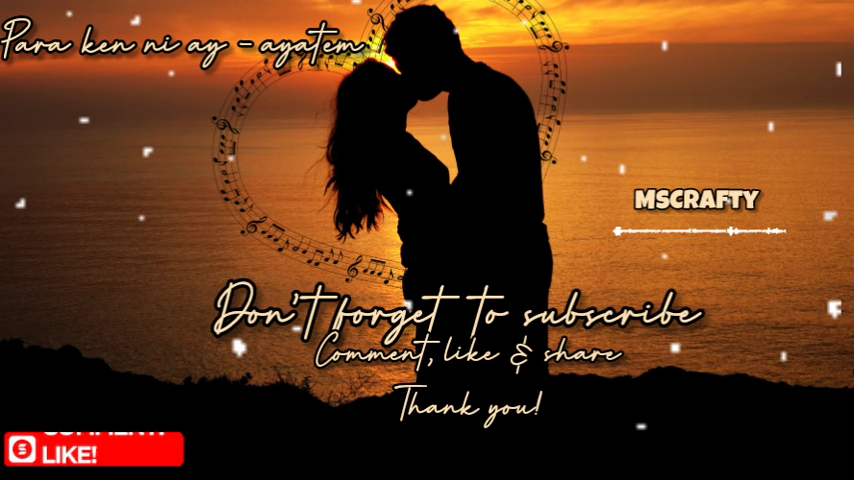 Para ken ni ay - ayatem
MSCRAFTY
Don't forget to subscribe
Comment, like & share
Thank you!
LIKE!